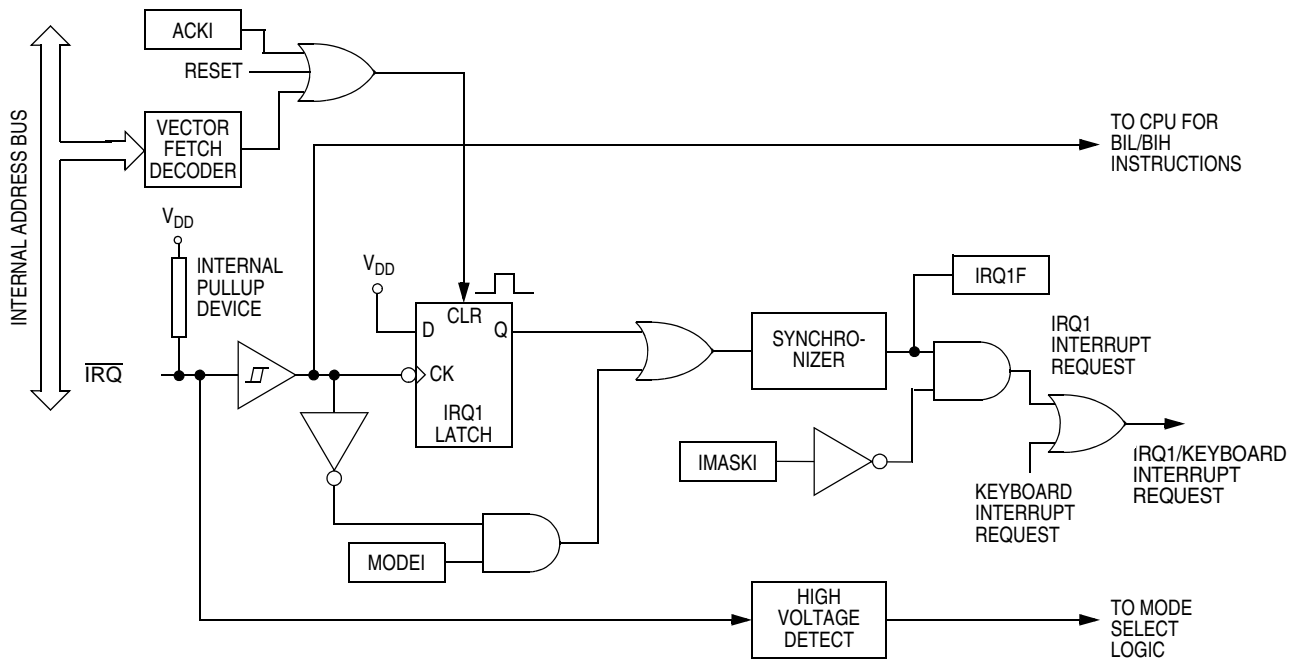 ACKI
RESET
VECTOR
FETCH
DECODER
INTERNAL ADDRESS BUS
TO CPU FOR
BIL/BIH
INSTRUCTIONS
VDD
INTERNAL
PULLUP
DEVICE
VDD
CLR
D
Q
CK
IRQ1
LATCH
IRQ
SYNCHRO-
NIZER
IRQ1F
IRQ1
INTERRUPT
REQUEST
IMASKI
KEYBOARD
INTERRUPT
REQUEST
IRQ1/KEYBOARD
INTERRUPT
REQUEST
MODEI
HIGH
VOLTAGE
DETECT
TO MODE
SELECT
LOGIC